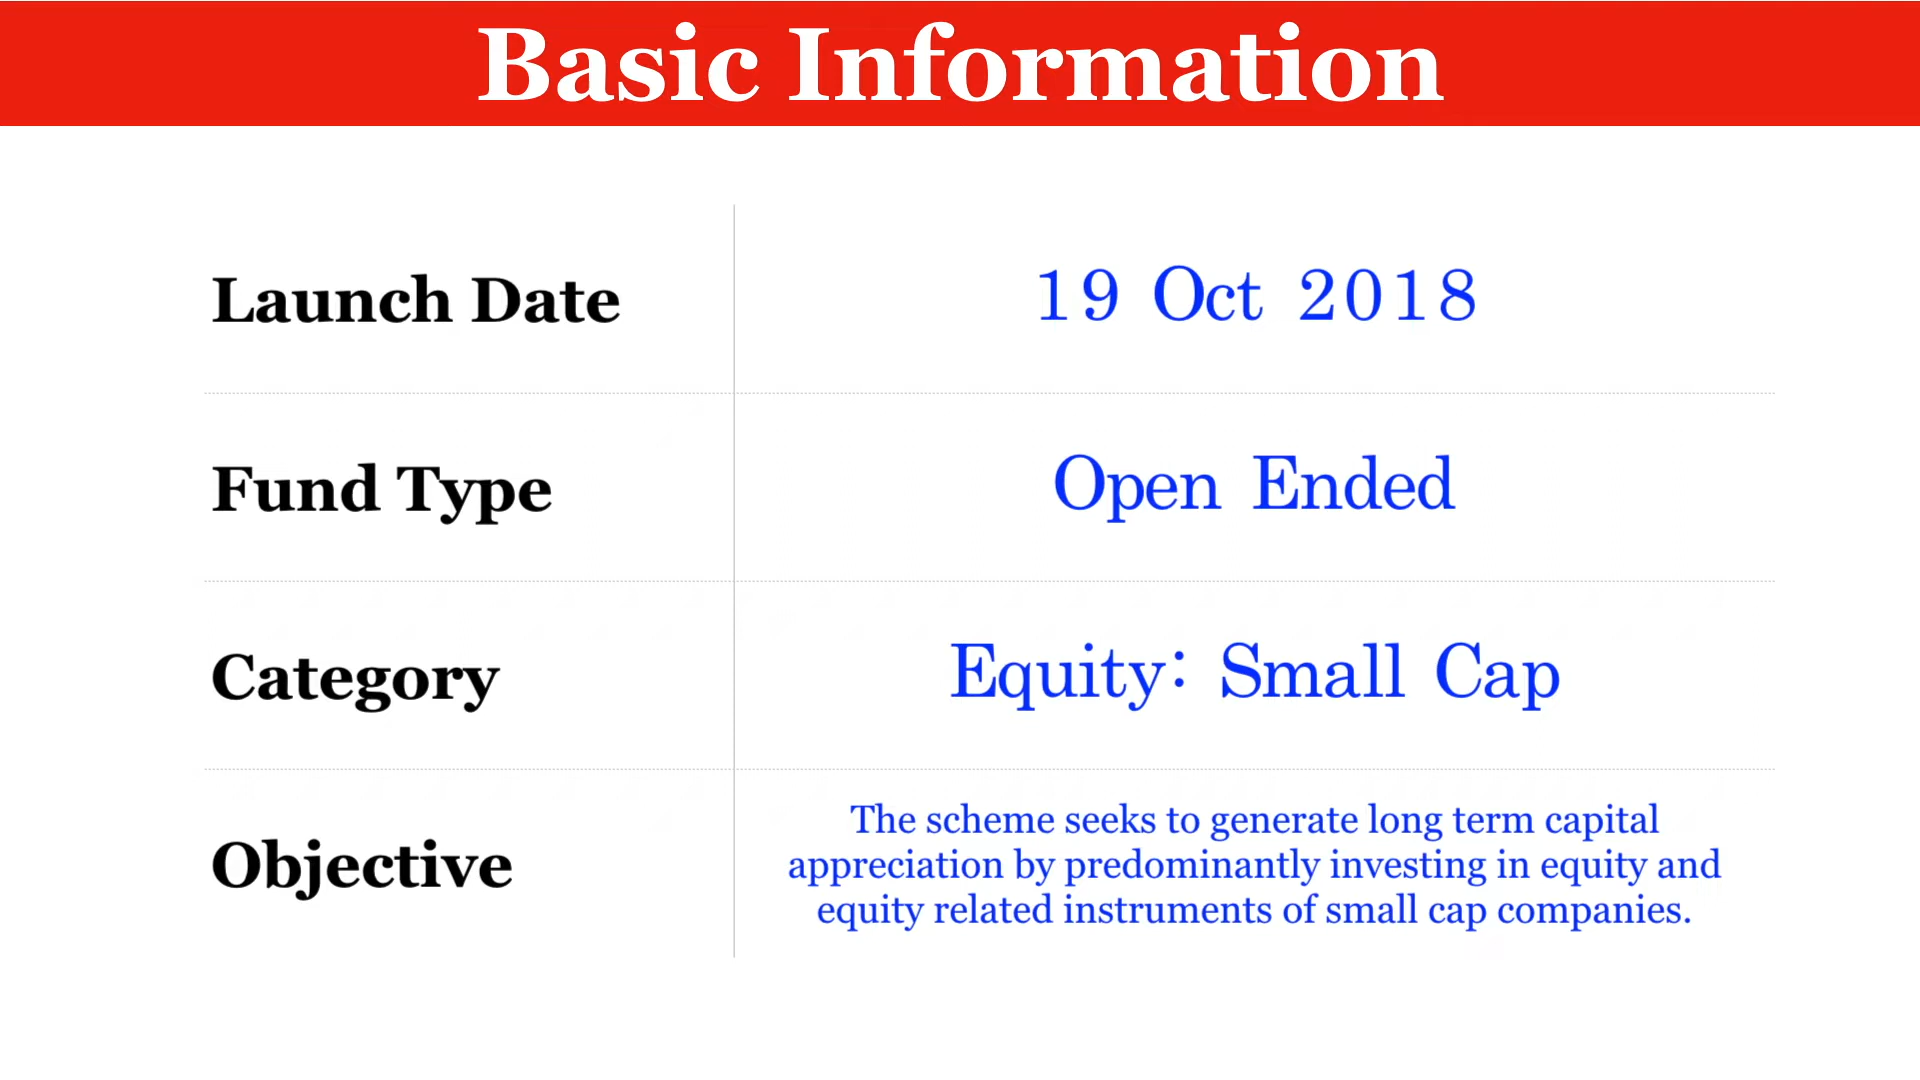 Basic Information
Launch Date
19 Oct 2018
Fund Type
Open Ended
Category
Equity: Small Cap
Objective
The scheme seeks to generate long term capital
appreciation by predominantly investing in equity and
equity related instruments of small cap companies.